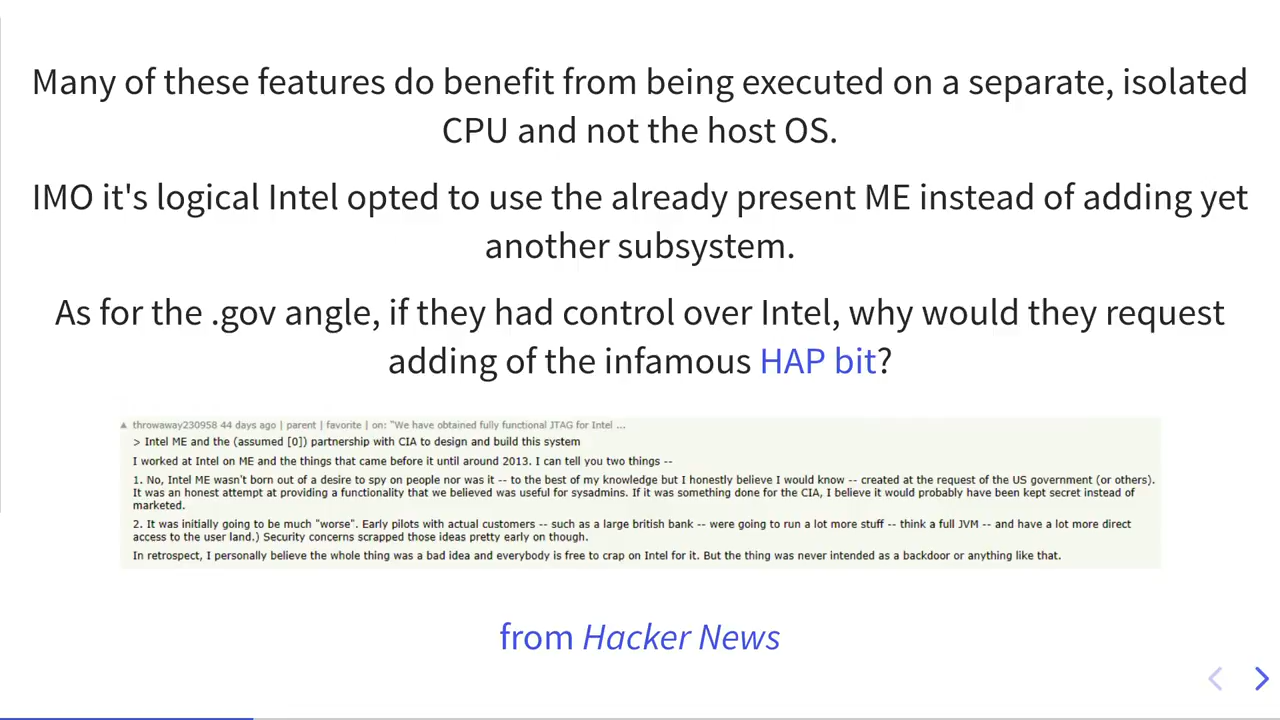 Many of these features do benefit from being executed on a separate, isolated
CPU and not the host OS.
IMO it's logical Intel opted to use the already present ME instead of adding yet
another subsystem.
As for the .gov angle, if they had control over Intel, why would they request
adding of the infamous HAP bit?
▲ throwaway230958 44 days ago | parent | favorite | on: "We have obtained fully functional JTAG for Intel ...
> Intel ME and the (assumed [0]) partnership with CIA to design and build this system
I worked at Intel on ME and the things that came before it until around 2013. I can tell you two things --
1. No, Intel ME wasn't born out of a desire to spy on people nor was it -- to the best of my knowledge but I honestly believe I would know -- created at the request of the US government (or others).
It was an honest attempt at providing a functionality that we believed was useful for sysadmins. If it was something done for the CIA, I believe it would probably have been kept secret instead of
marketed.
2. It was initially going to be much "worse". Early pilots with actual customers -- such as a large british bank -- were going to run a lot more stuff -- think a full JVM -- and have a lot more direct
access to the user land.) Security concerns scrapped those ideas pretty early on though.
In retrospect, I personally believe the whole thing was a bad idea and everybody is free to crap on Intel for it. But the thing was never intended as a backdoor or anything like that.
from Hacker News